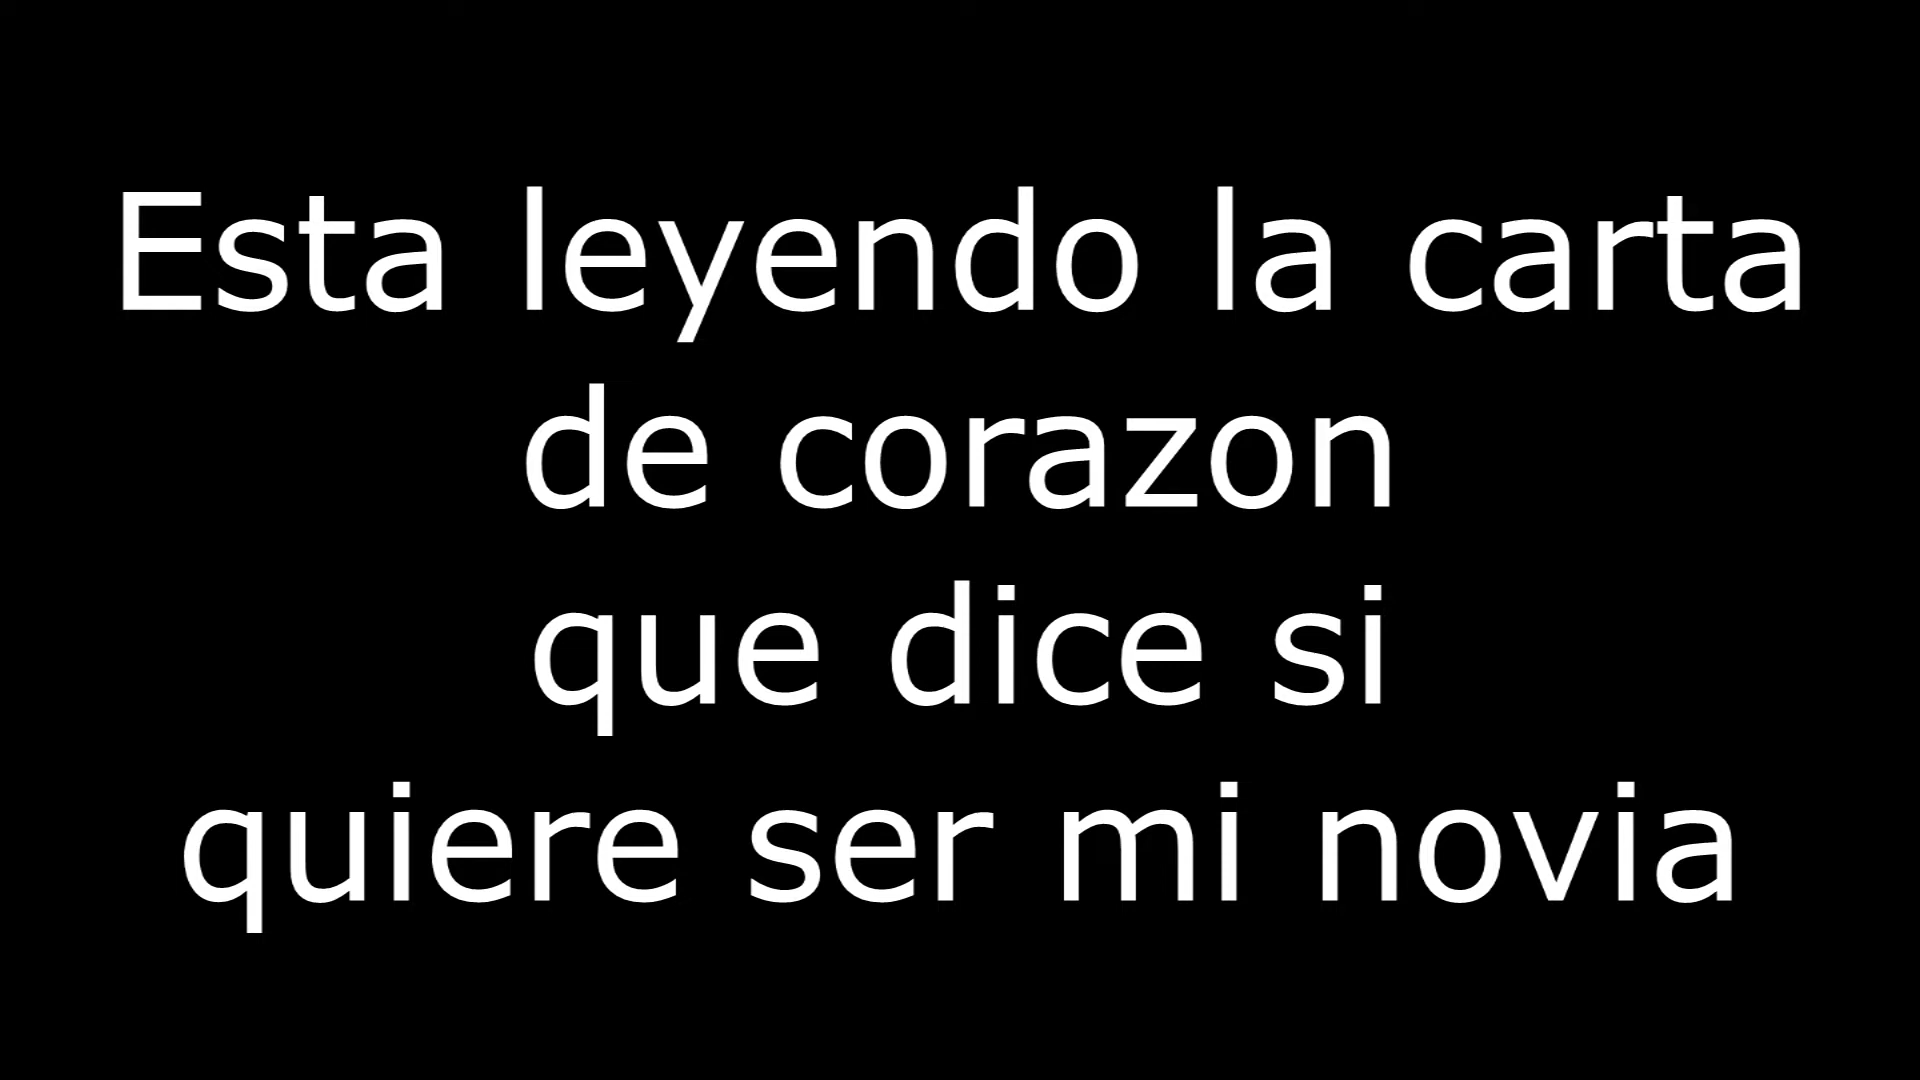 Esta leyendo la carta
de corazon
que dice si
quiere ser mi novia